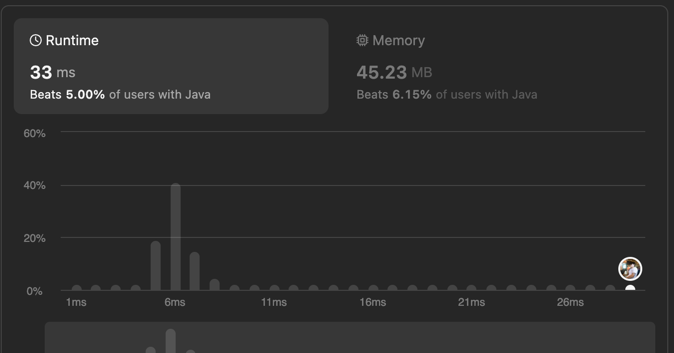 Runtime
33 ms
Beats 5.00% of users with Java
Memory
45.23 MB
Beats 6.15% of users with Java
60%
40%
20%
0%
1ms 6ms 11ms 16ms 21ms 26ms